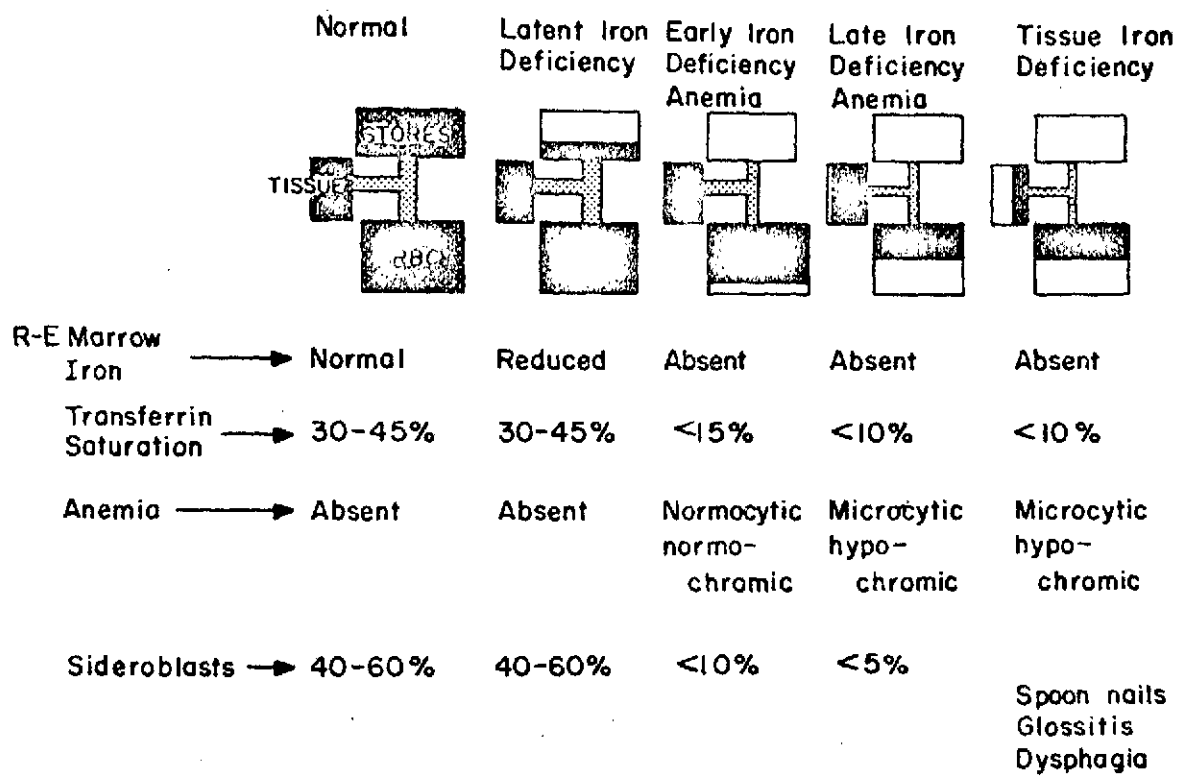 Normal
Latent Iron
Deficiency
Early Iron
Deficiency
Anemia
Late Iron
Deficiency
Anemia
Tissue Iron
Deficiency
STORES
TISSUE
RBC
R-E Marrow
Iron
Normal
Reduced
Absent
Absent
Absent
Transferrin
Saturation
30-45%
30-45%
<15%
<10%
<10%
Anemia
Absent
Absent
Normocytic
normo-
chromic
Microcytic
hypo-
chromic
Microcytic
hypo-
chromic
Sideroblasts
40-60%
40-60%
<10%
<5%
Spoon nails
Glossitis
Dysphagia